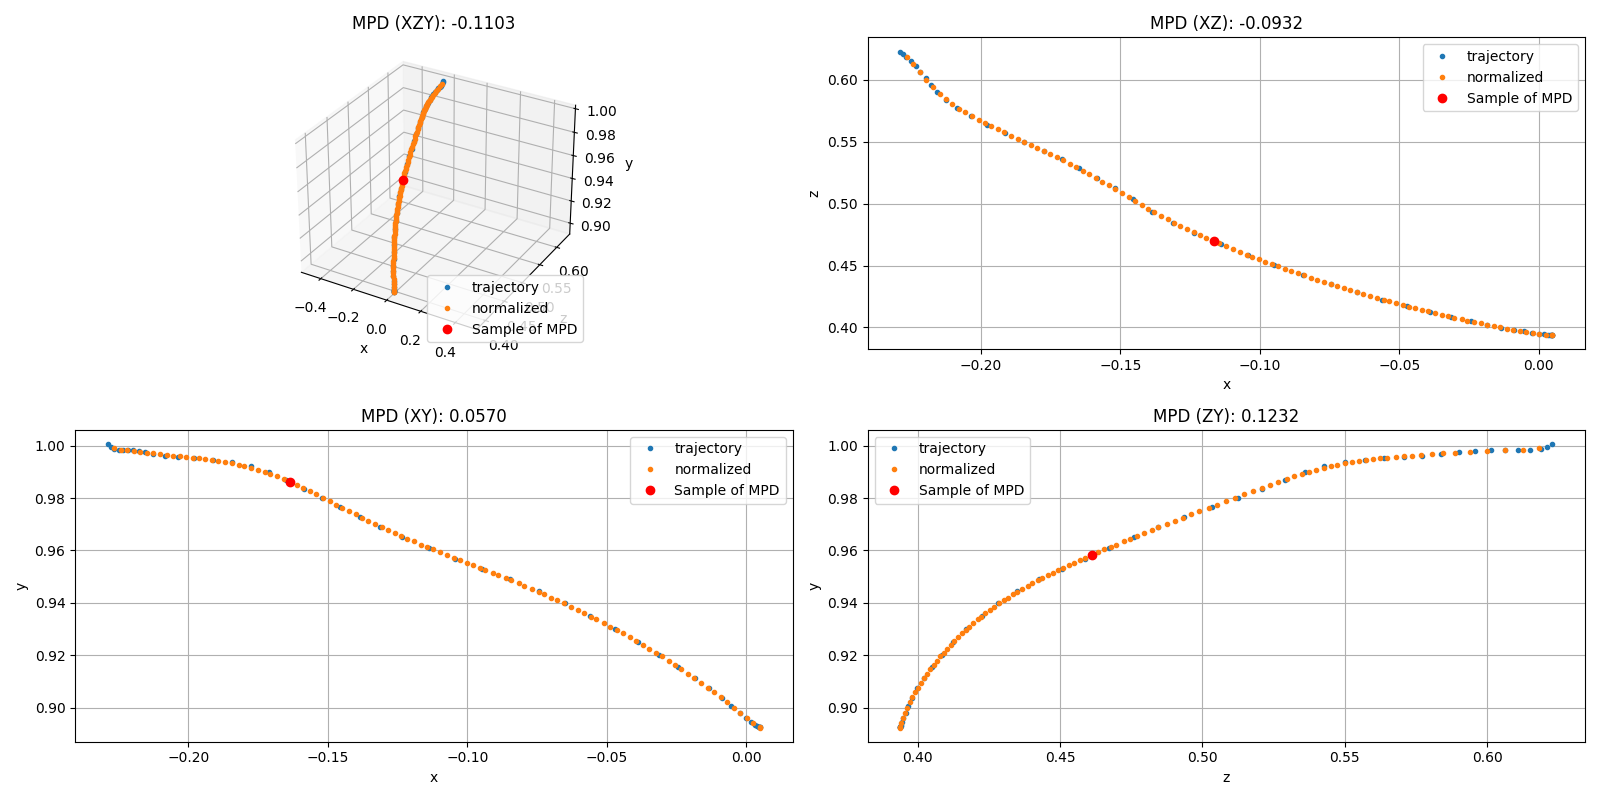 MPD (XZY): -0.1103
1.00
0.98
0.96
0.94
0.92
0.90
y
0.60
0.55
0.50
z
0.40
−0.4
−0.2
0.0
0.2
0.4
x
trajectory
normalized
Sample of MPD
MPD (XZ): -0.0932
trajectory
normalized
Sample of MPD
0.60
0.55
0.50
0.45
0.40
z
−0.20
−0.15
−0.10
−0.05
0.00
x
MPD (XY): 0.0570
trajectory
normalized
Sample of MPD
1.00
0.98
0.96
0.94
0.92
0.90
y
−0.20
−0.15
−0.10
−0.05
0.00
x
MPD (ZY): 0.1232
trajectory
normalized
Sample of MPD
1.00
0.98
0.96
0.94
0.92
0.90
y
0.40
0.45
0.50
0.55
0.60
z